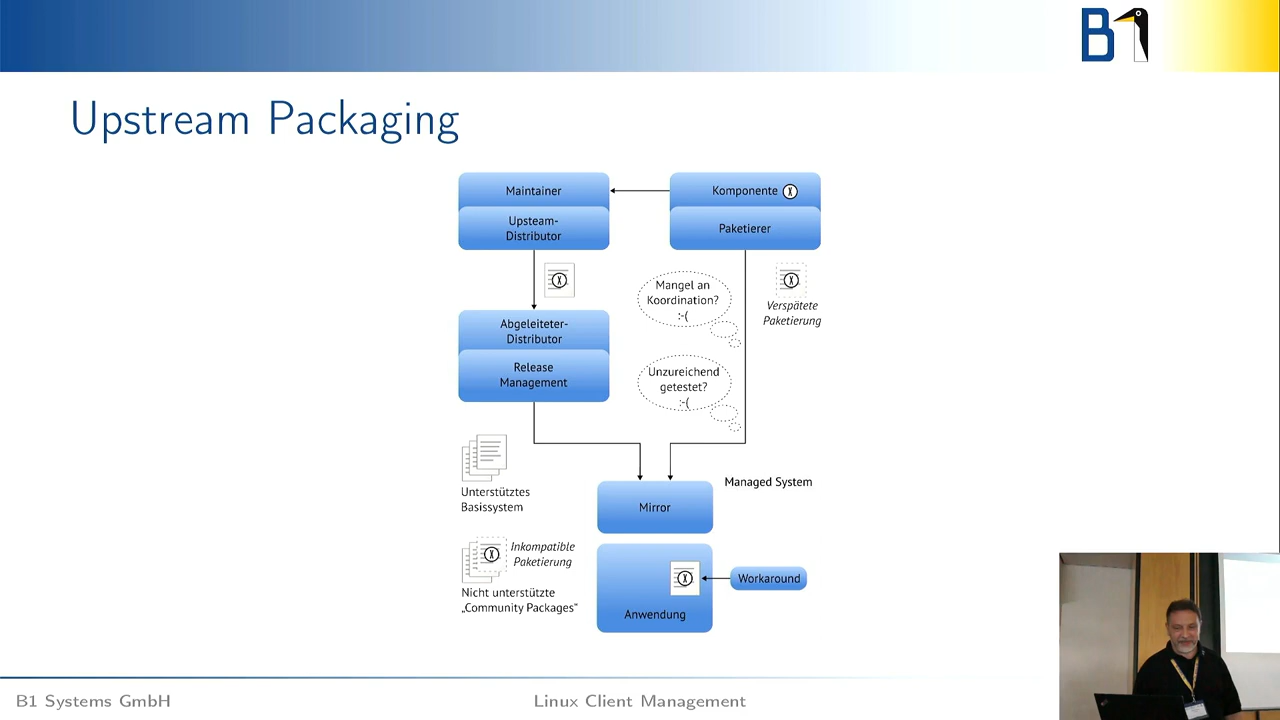 B1
Upstream Packaging
Maintainer
Komponente X
Upsteam-
Distributor
Paketierer
X
X
Mangel an
Koordination?
:-(
Verspätete
Paketierung
Abgeleiteter-
Distributor
Release
Management
Unzureichend
getestet?
:-(
Unterstütztes
Basissystem
Managed System
Mirror
X
Inkompatible
Paketierung
Nicht unterstützte
„Community Packages“
X
Workaround
Anwendung
B1 Systems GmbH
Linux Client Management